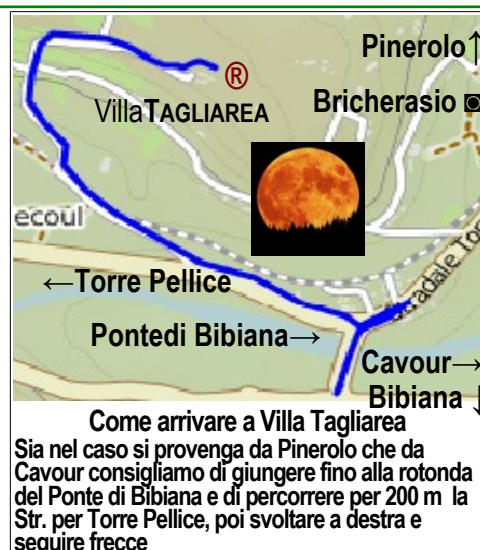 Pinerolo↑
®
VillaTAGLIAREA
Bricherasio ◙
ecoul
←Torre Pellice
Pontedi Bibiana→
Cavour→
Bibiana ↓
Come arrivare a Villa Tagliarea
Sia nel caso si provenga da Pinerolo che da
Cavour consigliamo di giungere fino alla rotonda
del Ponte di Bibiana e di percorrere per 200 m la
Str. per Torre Pellice, poi svoltare a destra e
seguire frecce